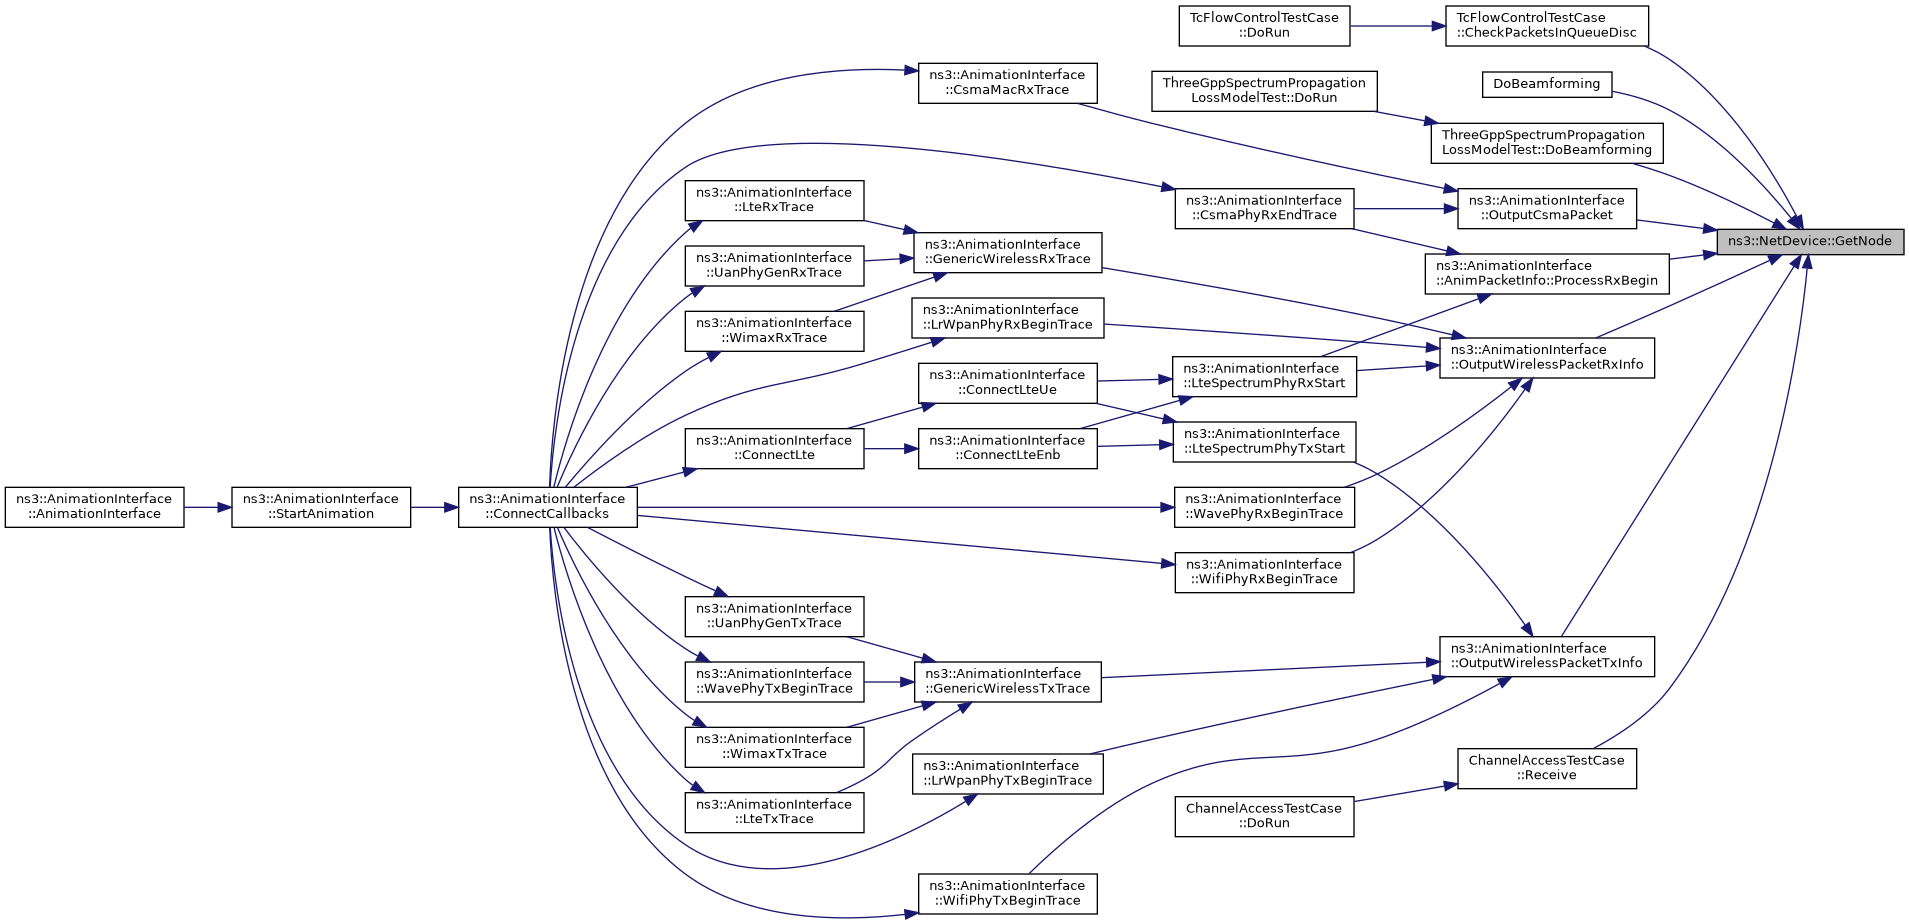 TcFlowControlTestCase
::DoRun
TcFlowControlTestCase
::CheckPacketsInQueueDisc
ns3::AnimationInterface
::CsmaMacRxTrace
ThreeGppSpectrumPropagation
LossModelTest::DoRun
DoBeamforming
ThreeGppSpectrumPropagation
LossModelTest::DoBeamforming
ns3::AnimationInterface
::LteRxTrace
ns3::AnimationInterface
::CsmaPhyRxEndTrace
ns3::AnimationInterface
::OutputCsmaPacket
ns3::NetDevice::GetNode
ns3::AnimationInterface
::UanPhyGenRxTrace
ns3::AnimationInterface
::GenericWirelessRxTrace
ns3::AnimationInterface
::AnimPacketInfo::ProcessRxBegin
ns3::AnimationInterface
::WimaxRxTrace
ns3::AnimationInterface
::LrWpanPhyRxBeginTrace
ns3::AnimationInterface
::OutputWirelessPacketRxInfo
ns3::AnimationInterface
::ConnectLteUe
ns3::AnimationInterface
::LteSpectrumPhyRxStart
ns3::AnimationInterface
::ConnectLte
ns3::AnimationInterface
::ConnectLteEnb
ns3::AnimationInterface
::LteSpectrumPhyTxStart
ns3::AnimationInterface
::AnimationInterface
ns3::AnimationInterface
::StartAnimation
ns3::AnimationInterface
::ConnectCallbacks
ns3::AnimationInterface
::WavePhyRxBeginTrace
ns3::AnimationInterface
::WifiPhyRxBeginTrace
ns3::AnimationInterface
::UanPhyGenTxTrace
ns3::AnimationInterface
::OutputWirelessPacketTxInfo
ns3::AnimationInterface
::WavePhyTxBeginTrace
ns3::AnimationInterface
::GenericWirelessTxTrace
ns3::AnimationInterface
::WimaxTxTrace
ns3::AnimationInterface
::LrWpanPhyTxBeginTrace
ChannelAccessTestCase
::Receive
ns3::AnimationInterface
::LteTxTrace
ChannelAccessTestCase
::DoRun
ns3::AnimationInterface
::WifiPhyTxBeginTrace